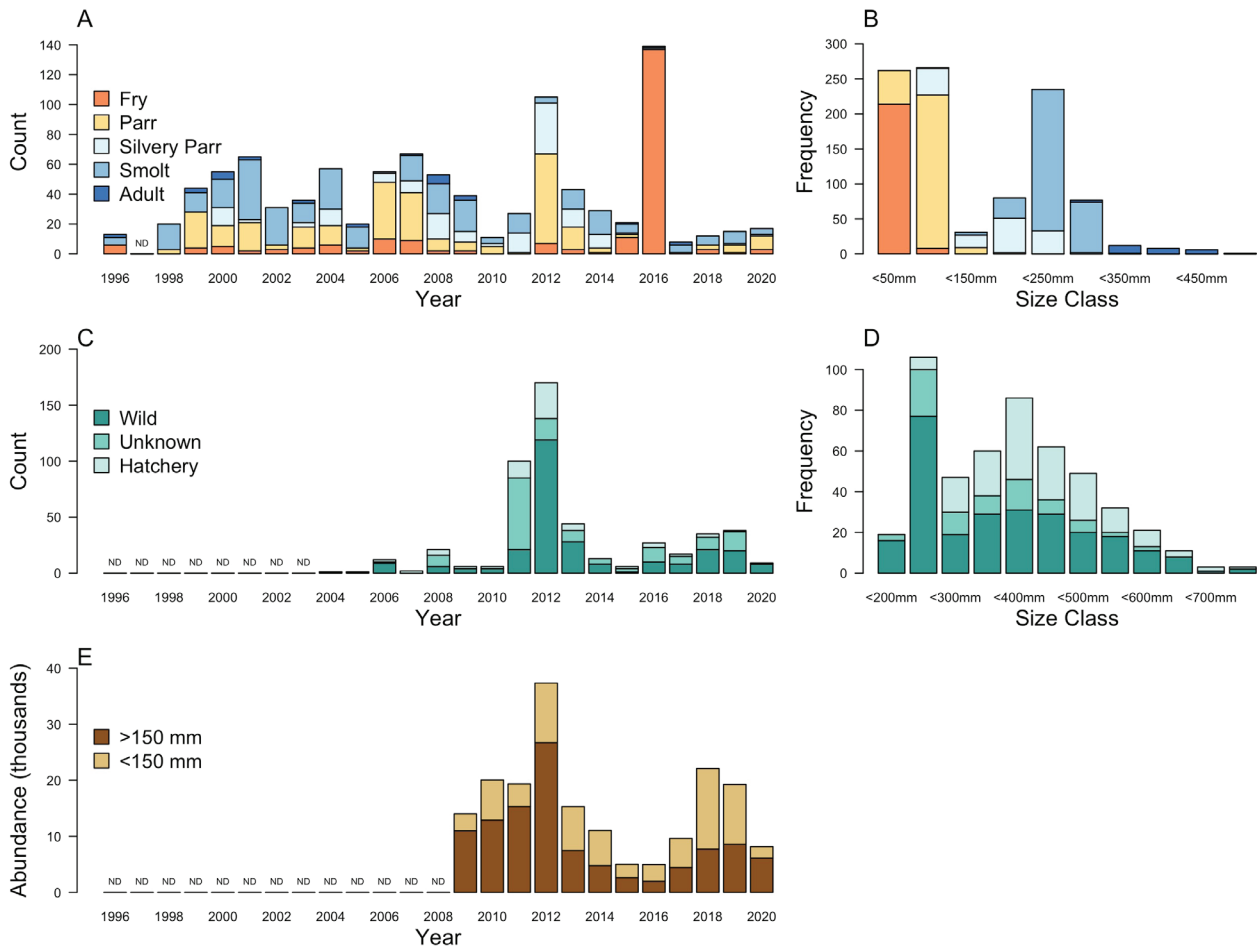 A
Count
140
120
100
80
60
40
20
0
Fry
Parr
Silvery Parr
Smolt
Adult
ND
1996 1998 2000 2002 2004 2006 2008 2010 2012 2014 2016 2018 2020
Year
B
Frequency
300
250
200
150
100
50
0
<50mm <150mm <250mm <350mm <450mm
Size Class
C
Count
200
150
100
50
0
Wild
Unknown
Hatchery
ND ND ND ND ND ND ND ND
1996 1998 2000 2002 2004 2006 2008 2010 2012 2014 2016 2018 2020
Year
D
Frequency
100
80
60
40
20
0
<200mm <300mm <400mm <500mm <600mm <700mm
Size Class
E
Abundance (thousands)
40
30
20
10
0
>150 mm
<150 mm
ND ND ND ND ND ND ND ND ND ND ND ND ND
1996 1998 2000 2002 2004 2006 2008 2010 2012 2014 2016 2018 2020
Year